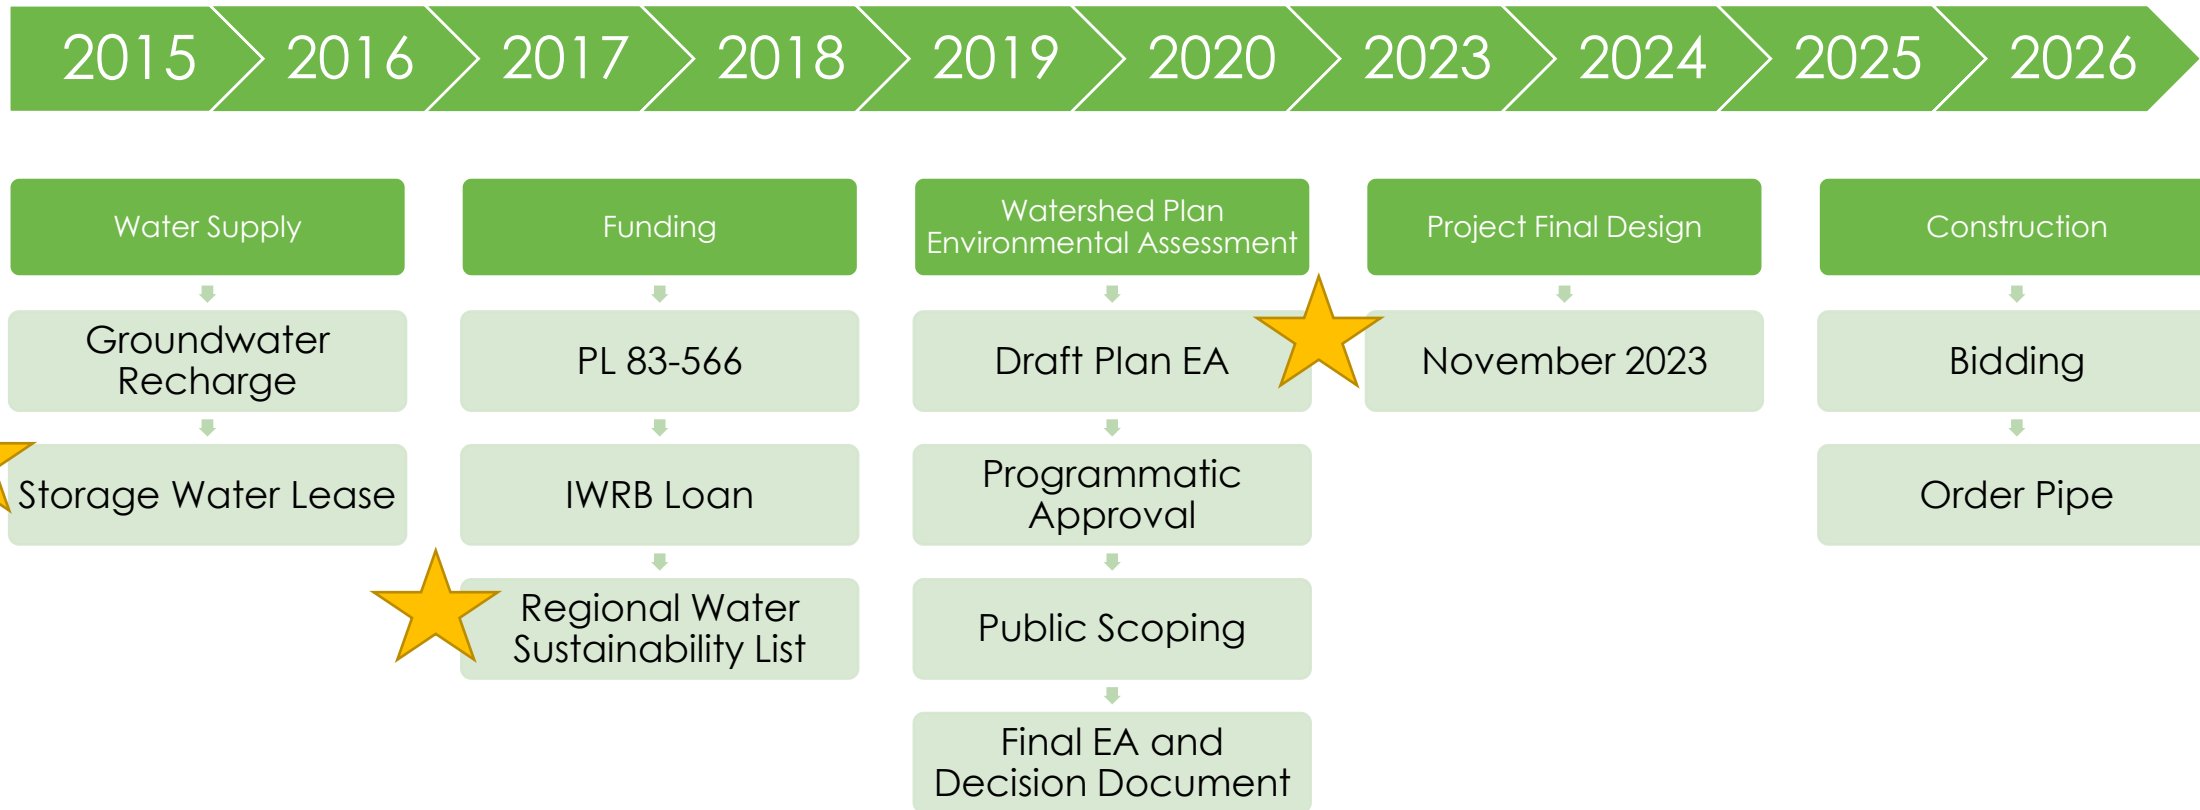 2015 2016 2017 2018 2019 2020 2023 2024 2025 2026
Water Supply
Groundwater
Recharge
Storage Water Lease
Funding
PL 83-566
IWRB Loan
Regional Water
Sustainability List
Watershed Plan
Environmental Assessment
Draft Plan EA
Programmatic
Approval
Public Scoping
Final EA and
Decision Document
Project Final Design
November 2023
Construction
Bidding
Order Pipe